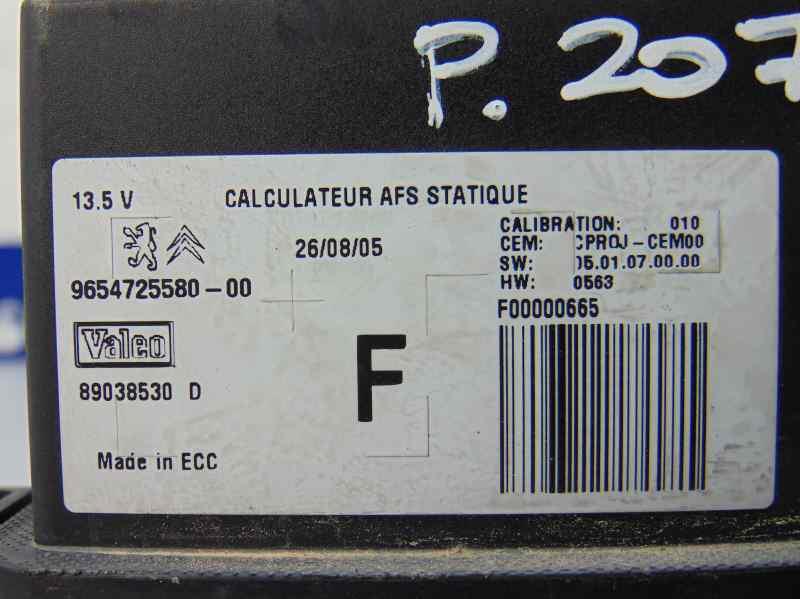 P. 207
13.5 V
CALCULATEUR AFS STATIQUE
26/08/05
9654725580-00
Valeo
89038530 D
Made in ECC
F
CALIBRATION: 010
CEM: CPROJ-CEM00
SW: 05.01.07.00.00
HW: 0563
F00000665